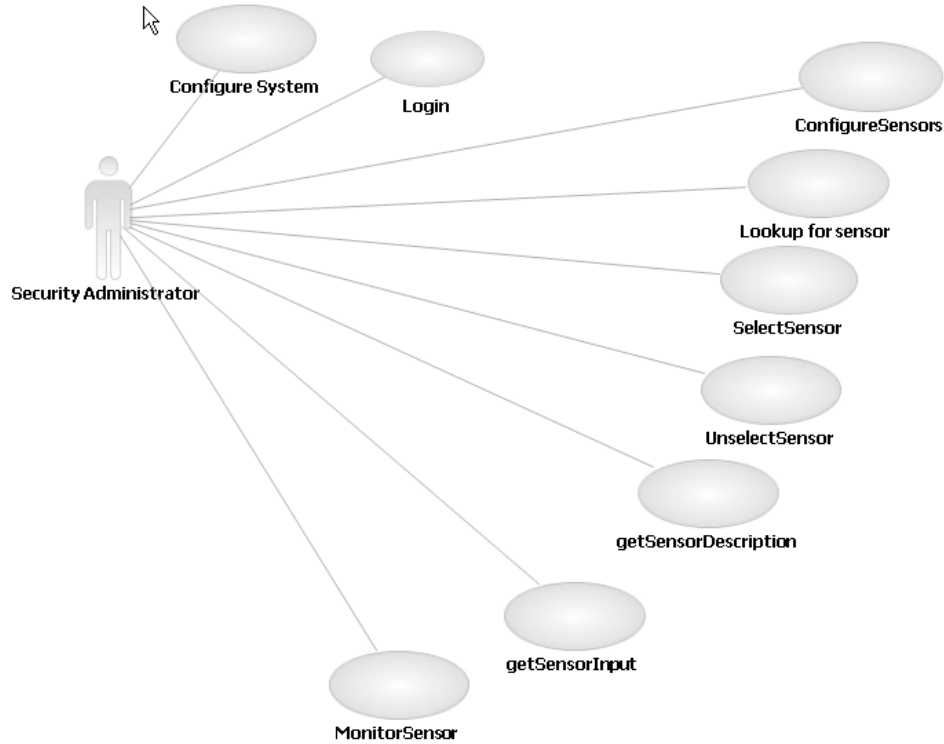 Configure System
Login
ConfigureSensors
Lookup for sensor
Security Administrator
SelectSensor
UnselectSensor
getSensorDescription
getSensorInput
MonitorSensor